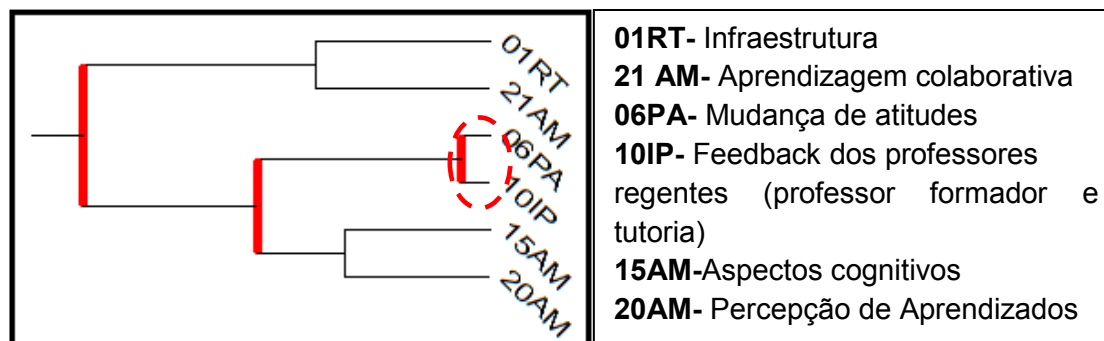 01RT
21AM
06PA
10IP
15AM
20AM
01RT- Infraestrutura
21 AM- Aprendizagem colaborativa
06PA- Mudança de atitudes
10IP- Feedback dos professores
regentes (professor formador e
tutoria)
15AM-Aspectos cognitivos
20AM- Percepção de Aprendizados